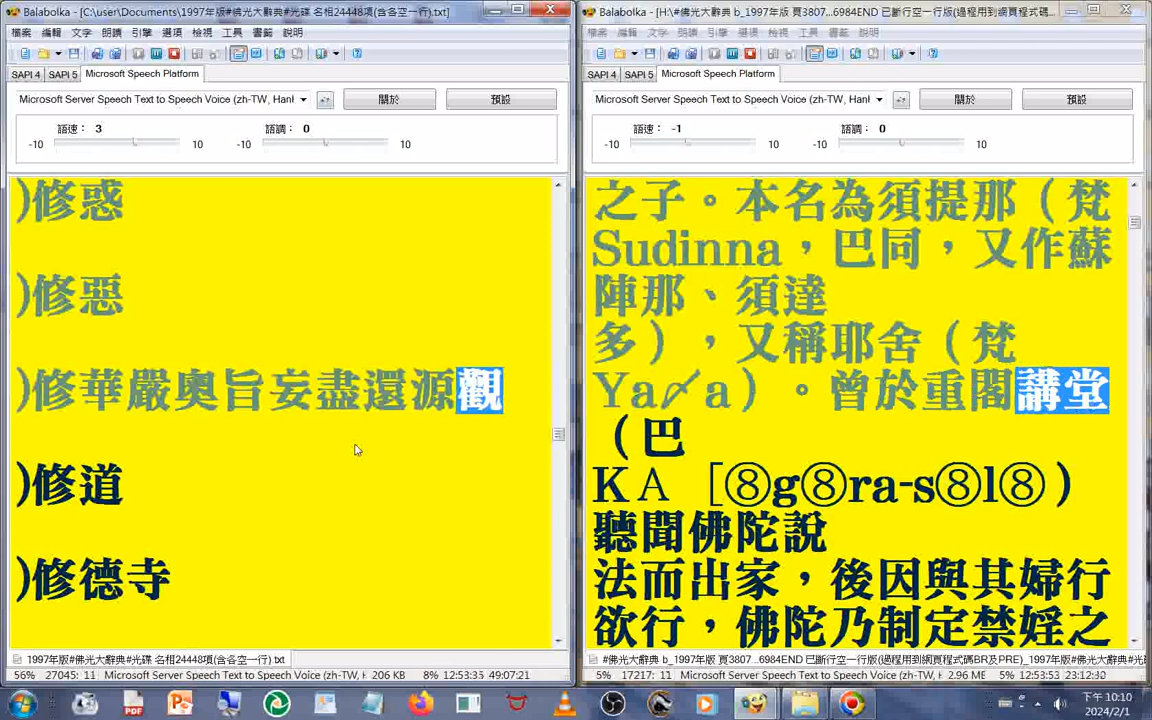 Balabolka - [C:\user\Documents\1997年版#佛光大辭典#光碟 名相24448項(含各空一行).txt]
檔案 編輯 文字 朗讀 引擎 選項 檢視 工具 書籤 說明
SAPI 4 SAPI 5 Microsoft Speech Platform
Microsoft Server Speech Text to Speech Voice (zh-TW, Hanl 關於 預設
語速： 3 語調： 0
-10 10 -10 10
)修惑
)修惡
)修華嚴奧旨妄盡還源觀
)修道
)修德寺
1997年版#佛光大辭典#光碟 名相24448項(含各空一行).txt
56% 27045: 11 Microsoft Server Speech Text to Speech Voice (zh-TW, H 206 KB 8% 12:53:33 49:07:21
Balabolka - [H:\#佛光大辭典 b_1997年版 頁3807...6984END 已斷行空一行版(過程用到網頁程式碼...
檔案 編輯 文字 朗讀 引擎 選項 檢視 工具 書籤 說明
SAPI 4 SAPI 5 Microsoft Speech Platform
Microsoft Server Speech Text to Speech Voice (zh-TW, Hanl 關於 預設
語速： -1 語調： 0
-10 10 -10 10
之子。本名為須提那（梵
Sudinna，巴同，又作蘇
陣那、須達
多），又稱耶舍（梵
Ya〆a）。曾於重閣講堂
（巴
KＡ［⑧g⑧ra-s⑧l⑧）
聽聞佛陀說
法而出家，後因與其婦行
欲行，佛陀乃制定禁婬之
#佛光大辭典 b_1997年版 頁3807...6984END 已斷行空一行版(過程用到網頁程式碼BR及PRE)_1997年版#佛光大辭典#光
5% 17217: 11 Microsoft Server Speech Text to Speech Voice (zh-TW, H 2.96 ME 5% 12:53:53 23:12:30
PDF
下午 10:10
2024/2/1